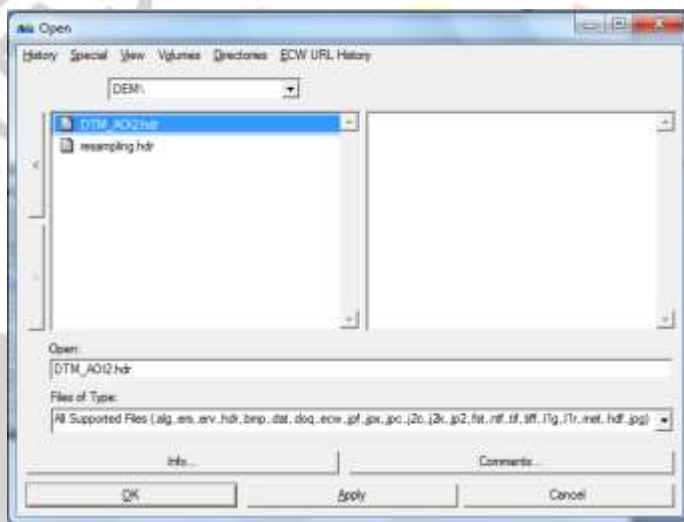 Open
History Special View Volumes Directories ECW URL History
DEM\
DTM_AOI2.hdr
resampling.hdr
<
Open:
DTM_AOI2.hdr
Files of Type:
All Supported Files (.alg,.ers,.erv,.hdr,.bmp,.dat,.doq,.ecw,.jpf,.jpx,.jpc,.j2c,.j2k,.jp2,.fst,.ntf,.tif,.tiff,.l1g,.l1r,.met,.hdf,.jpg)
Info...
Comments...
OK
Apply
Cancel